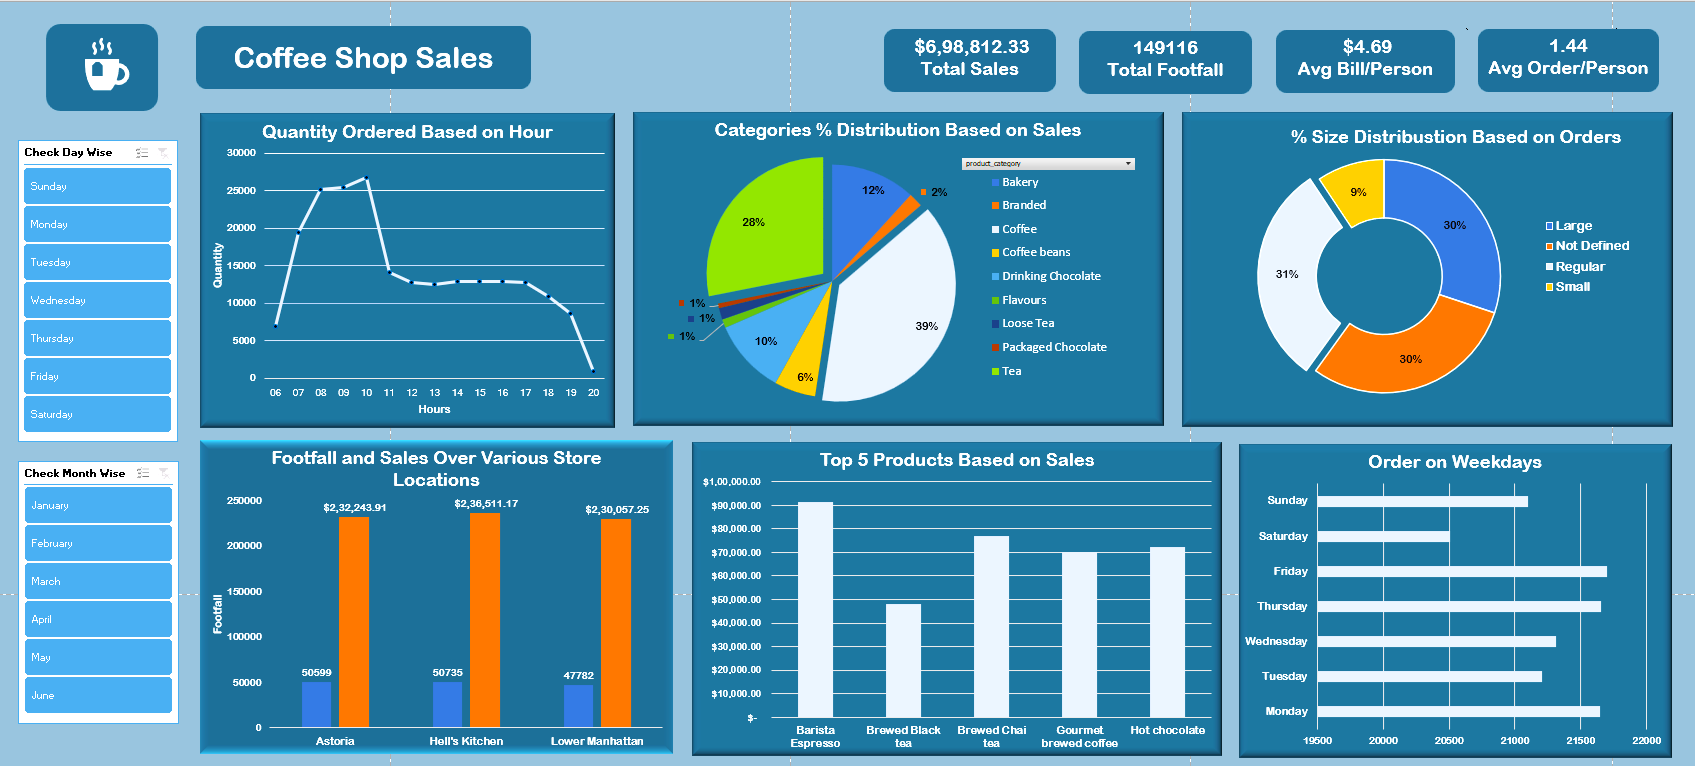 Coffee Shop Sales
$6,98,812.33
Total Sales
149116
Total Footfall
$4.69
Avg Bill/Person
1.44
Avg Order/Person
Check Day Wise
Sunday
Monday
Tuesday
Wednesday
Thursday
Friday
Saturday
Check Month Wise
January
February
March
April
May
June
Quantity Ordered Based on Hour
30000
25000
20000
15000
10000
5000
0
Quantity
06 07 08 09 10 11 12 13 14 15 16 17 18 19 20
Hours
Categories % Distribution Based on Sales
product_category
12%
2%
39%
6%
10%
1%
1%
1%
28%
Bakery
Branded
Coffee
Coffee beans
Drinking Chocolate
Flavours
Loose Tea
Packaged Chocolate
Tea
% Size Distribustion Based on Orders
9%
30%
31%
30%
Large
Not Defined
Regular
Small
Footfall and Sales Over Various Store
Locations
250000
200000
150000
100000
50000
0
Footfall
$2,32,243.91
$2,36,511.17
$2,30,057.25
50599
50735
47782
Astoria
Hell's Kitchen
Lower Manhattan
Top 5 Products Based on Sales
$1,00,000.00
$90,000.00
$80,000.00
$70,000.00
$60,000.00
$50,000.00
$40,000.00
$30,000.00
$20,000.00
$10,000.00
$-
Barista
Espresso
Brewed Black
tea
Brewed Chai
tea
Gourmet
brewed coffee
Hot chocolate
Order on Weekdays
Sunday
Saturday
Friday
Thursday
Wednesday
Tuesday
Monday
19500 20000 20500 21000 21500 22000